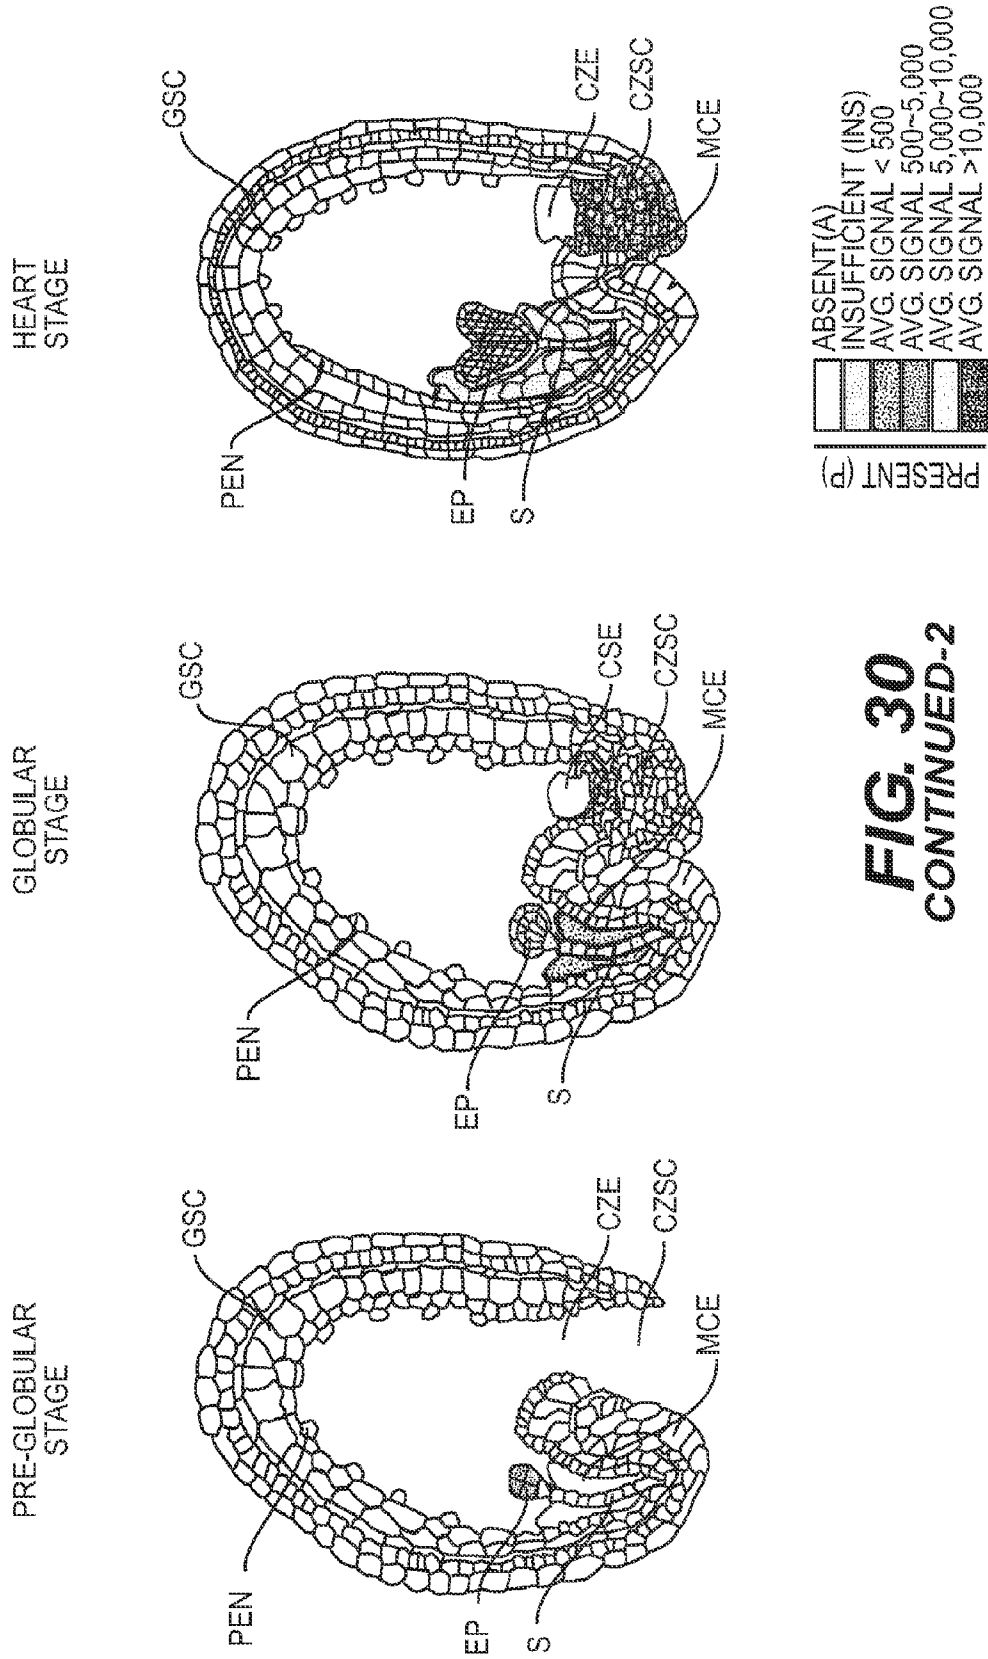 PRE-GLOBULAR
STAGE
GSC
PEN
EP
S
CZE
CZSC
MCE
GLOBULAR
STAGE
GSC
PEN
EP
S
CSE
CZSC
MCE
HEART
STAGE
GSC
PEN
EP
S
CZE
CZSC
MCE
PRESENT (P)
ABSENT(A)
INSUFFICIENT (INS)
AVG. SIGNAL < 500
AVG. SIGNAL 500~5,000
AVG. SIGNAL 5,000~10,000
AVG. SIGNAL >10,000
FIG. 30
CONTINUED-2